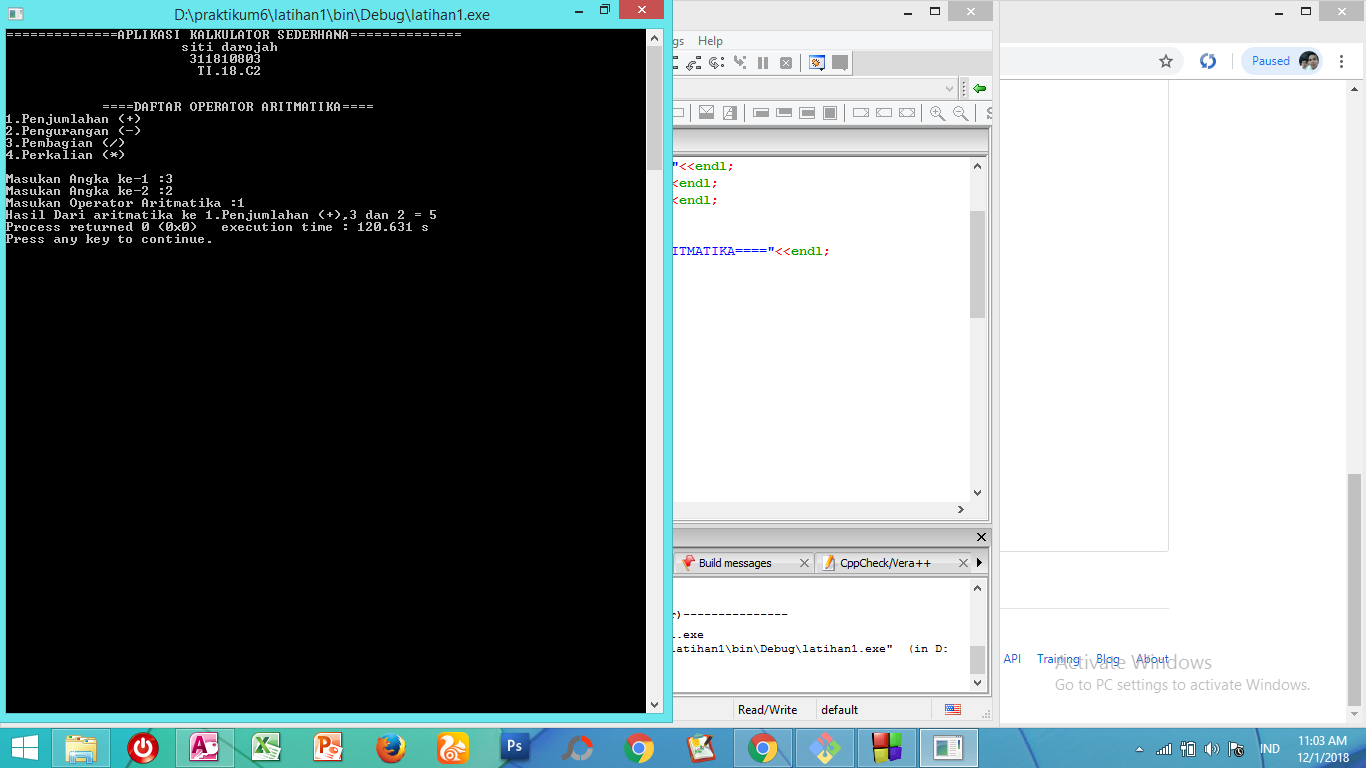 D:\praktikum6\latihan1\bin\Debug\latihan1.exe
==============APLIKASI KALKULATOR SEDERHANA==============
siti darojah
311810803
TI.18.C2
====DAFTAR OPERATOR ARITMATIKA====
1.Penjumlahan (+)
2.Pengurangan (-)
3.Pembagian (/)
4.Perkalian (*)
Masukan Angka ke-1 :3
Masukan Angka ke-2 :2
Masukan Operator Aritmatika :1
Hasil Dari aritmatika ke 1.Penjumlahan (+),3 dan 2 = 5
Process returned 0 (0x0)   execution time : 120.631 s
Press any key to continue.
gs Help
"<<endl;
<endl;
<endl;
ITMATIKA===="<<endl;
Build messages
CppCheck/Vera++
r)---------------
.exe
latihan1\bin\Debug\latihan1.exe"  (in D:
Read/Write default
Paused
API Training Blog About
Activate Windows
Go to PC settings to activate Windows.
Ps
IND
11:03 AM
12/1/2018